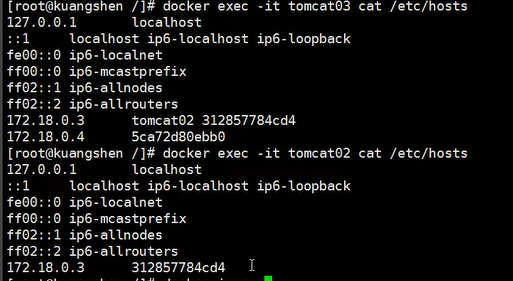 [root@kuangshen /]# docker exec -it tomcat03 cat /etc/hosts
127.0.0.1 localhost
::1 localhost ip6-localhost ip6-loopback
fe00::0 ip6-localnet
ff00::0 ip6-mcastprefix
ff02::1 ip6-allnodes
ff02::2 ip6-allrouters
172.18.0.3 tomcat02 312857784cd4
172.18.0.4 5ca72d80ebb0
[root@kuangshen /]# docker exec -it tomcat02 cat /etc/hosts
127.0.0.1 localhost
::1 localhost ip6-localhost ip6-loopback
fe00::0 ip6-localnet
ff00::0 ip6-mcastprefix
ff02::1 ip6-allnodes
ff02::2 ip6-allrouters
172.18.0.3 312857784cd4